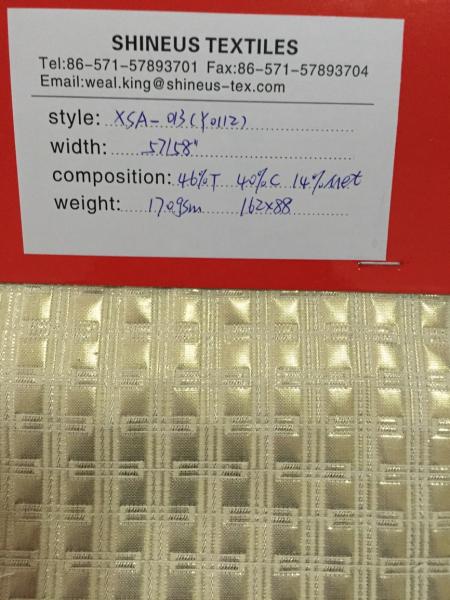 SHINEUS TEXTILES
Tel:86-571-57893701 Fax:86-571-57893704
Email:weal.king@shineus-tex.com
style: XSA-013(Y0112)
width: 57/58"
composition: 46%T 40%C 14%met
weight: 170gsm 162x88